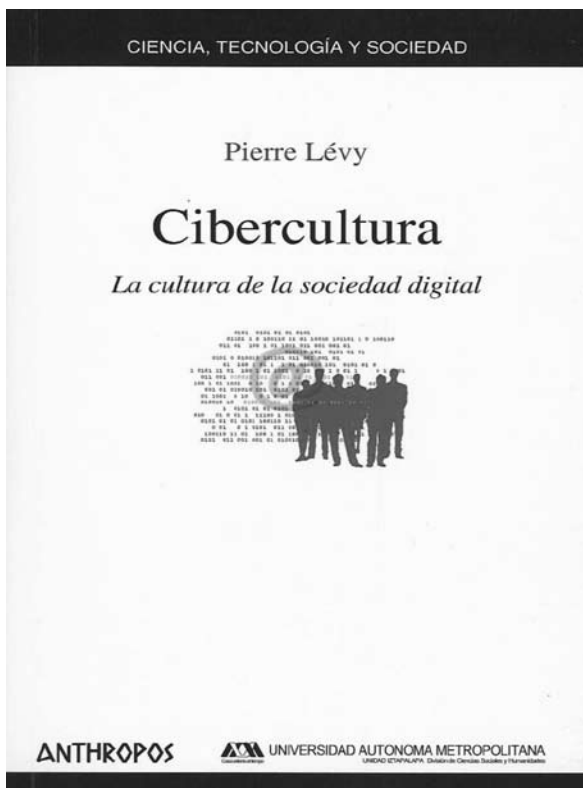 CIENCIA, TECNOLOGÍA Y SOCIEDAD
Pierre Lévy
Cibercultura
La cultura de la sociedad digital
@
ANTHROPOS
UNIVERSIDAD AUTONOMA METROPOLITANA
UNIDAD IZTAPALAPA División de Ciencias Sociales y Humanidades